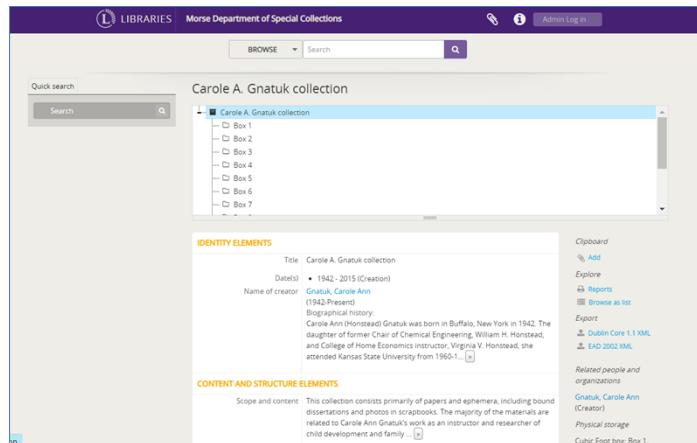 LIBRARIES Morse Department of Special Collections Admin Log in
BROWSE Search
Quick search
Search
Carole A. Gnatuk collection
Carole A. Gnatuk collection
Box 1
Box 2
Box 3
Box 4
Box 5
Box 6
Box 7
IDENTITY ELEMENTS
Title Carole A. Gnatuk collection
Date(s) • 1942 - 2015 (Creation)
Name of creator Gnatuk, Carole Ann
(1942-Present)
Biographical history:
Carole Ann (Honstead) Gnatuk was born in Buffalo, New York in 1942. The
daughter of former Chair of Chemical Engineering, William H. Honstead,
and College of Home Economics instructor, Virginia V. Honstead, she
attended Kansas State University from 1960-1... »
CONTENT AND STRUCTURE ELEMENTS
Scope and content This collection consists primarily of papers and ephemera, including bound
dissertations and photos in scrapbooks. The majority of the materials are
related to Carole Ann Gnatuk's work as an instructor and researcher of
child development and family ... »
Clipboard
Add
Explore
Reports
Browse as list
Export
Dublin Core 1.1 XML
EAD 2002 XML
Related people and
organizations
Gnatuk, Carole Ann
(Creator)
Physical storage
Cubic Foot box: Box 1